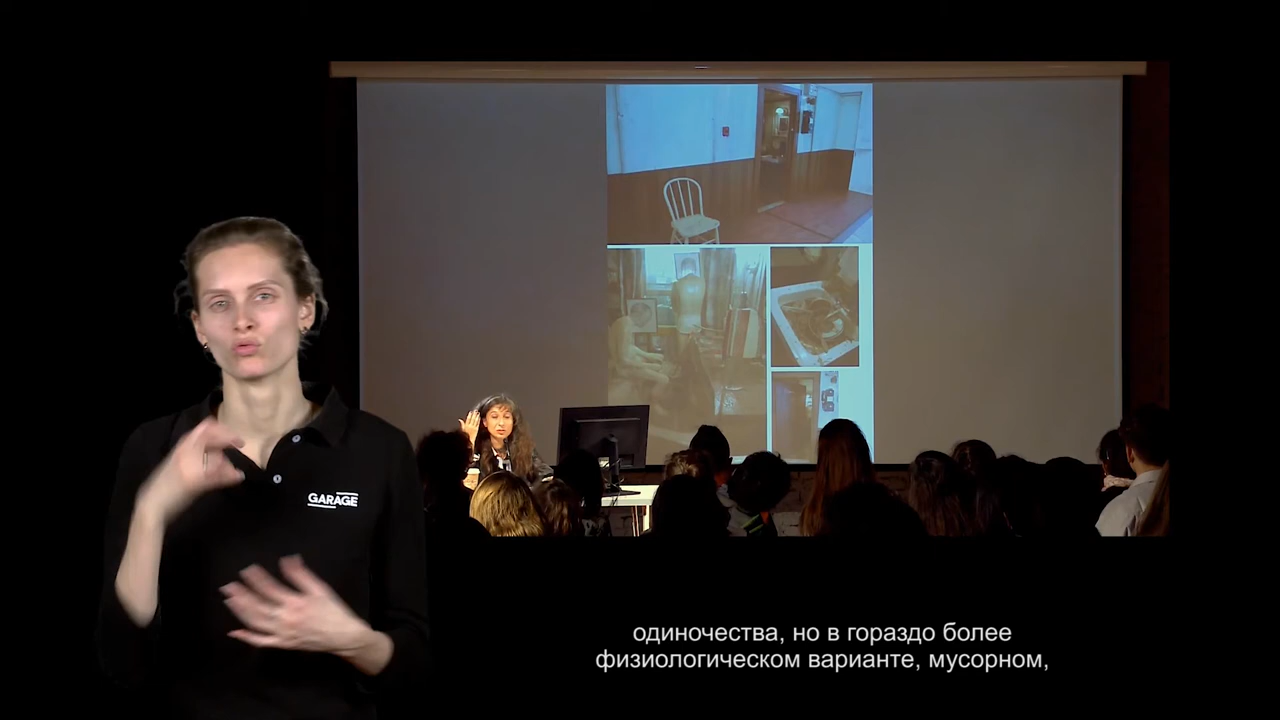 GARAGE
одиночества, но в гораздо более
физиологическом варианте, мусорном,